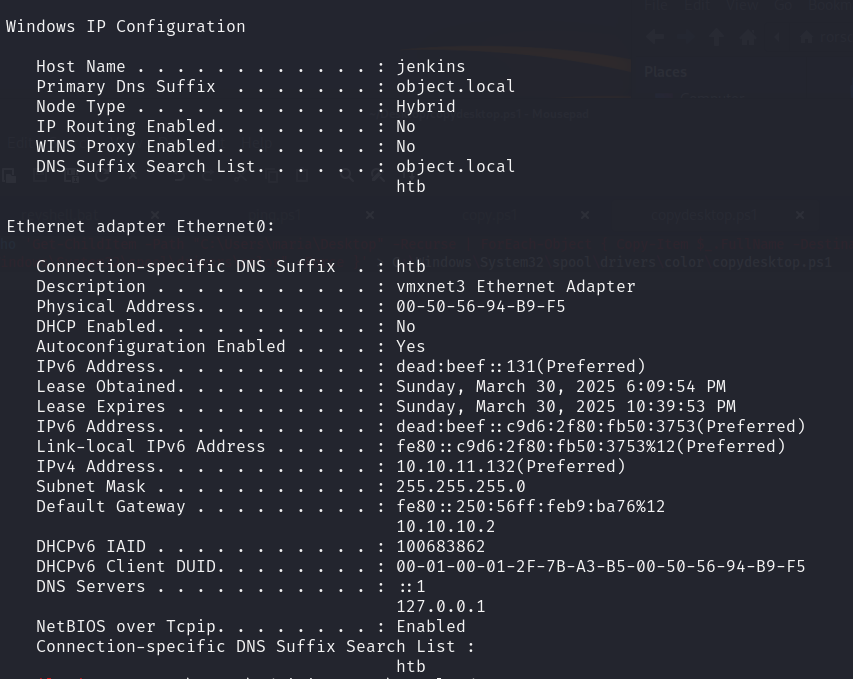 Windows IP Configuration
Host Name . . . . . . . . . . . . : jenkins
Primary Dns Suffix  . . . . . . . : object.local
Node Type . . . . . . . . . . . . : Hybrid
IP Routing Enabled. . . . . . . . : No
WINS Proxy Enabled. . . . . . . . : No
DNS Suffix Search List. . . . . . : object.local
htb
Ethernet adapter Ethernet0:
Connection-specific DNS Suffix  . : htb
Description . . . . . . . . . . . : vmxnet3 Ethernet Adapter
Physical Address. . . . . . . . . : 00-50-56-94-B9-F5
DHCP Enabled. . . . . . . . . . . : No
Autoconfiguration Enabled . . . . : Yes
IPv6 Address. . . . . . . . . . . : dead:beef::131(Preferred)
Lease Obtained. . . . . . . . . . : Sunday, March 30, 2025 6:09:54 PM
Lease Expires . . . . . . . . . . : Sunday, March 30, 2025 10:39:53 PM
IPv6 Address. . . . . . . . . . . : dead:beef::c9d6:2f80:fb50:3753(Preferred)
Link-local IPv6 Address . . . . . : fe80::c9d6:2f80:fb50:3753%12(Preferred)
IPv4 Address. . . . . . . . . . . : 10.10.11.132(Preferred)
Subnet Mask . . . . . . . . . . . : 255.255.255.0
Default Gateway . . . . . . . . . : fe80::250:56ff:feb9:ba76%12
10.10.10.2
DHCPv6 IAID . . . . . . . . . . . : 100683862
DHCPv6 Client DUID. . . . . . . . : 00-01-00-01-2F-7B-A3-B5-00-50-56-94-B9-F5
DNS Servers . . . . . . . . . . . : ::1
127.0.0.1
NetBIOS over Tcpip. . . . . . . . : Enabled
Connection-specific DNS Suffix Search List :
htb